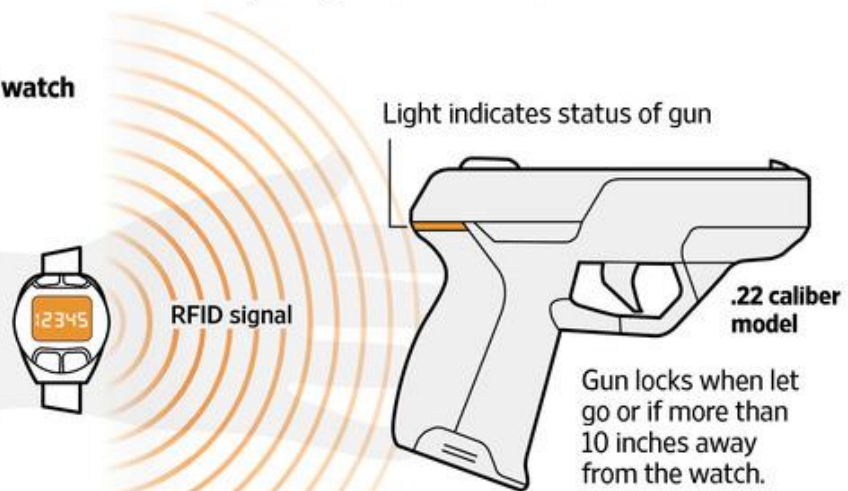 watch
Light indicates status of gun
12345
RFID signal
.22 caliber
model
Gun locks when let
go or if more than
10 inches away
from the watch.